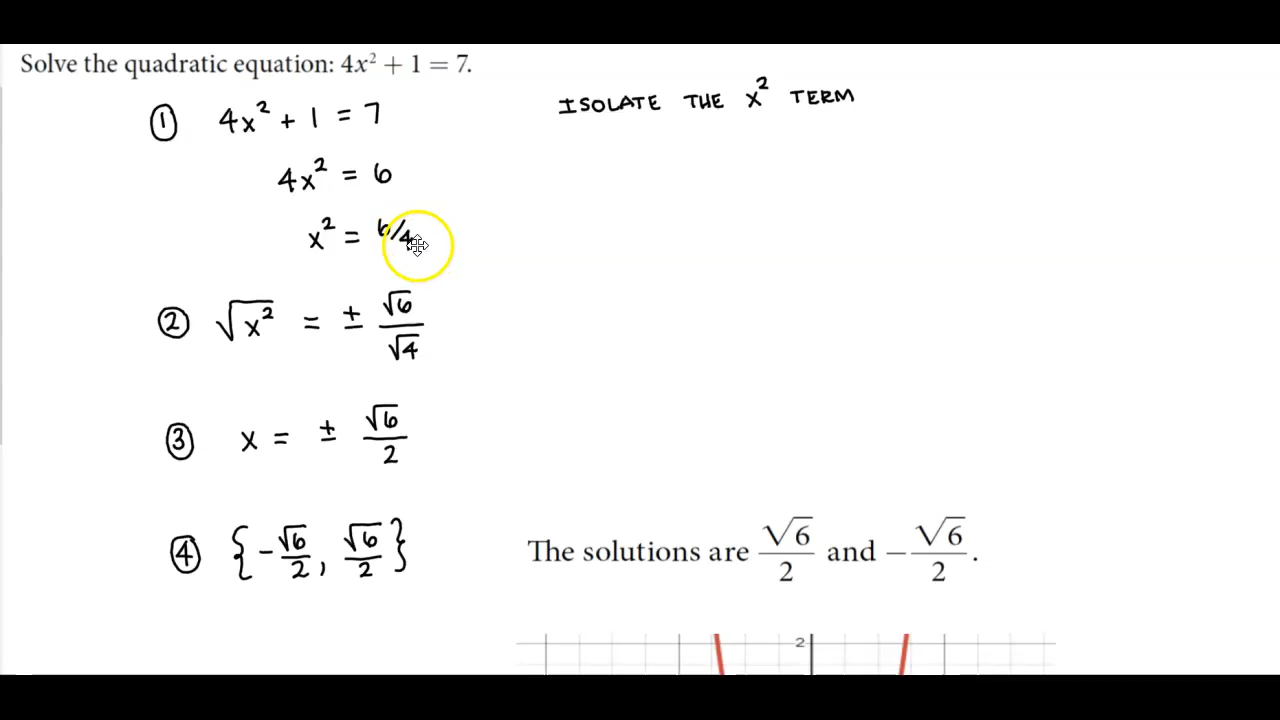 Solve the quadratic equation: 4x² + 1 = 7.
① 4x² + 1 = 7
ISOLATE THE X² TERM
4x² = 6
x² = 6/4
② √x² = ± √6/√4
③ x = ± √6/2
④ {-√6/2, √6/2}
The solutions are √6/2 and −√6/2.
2